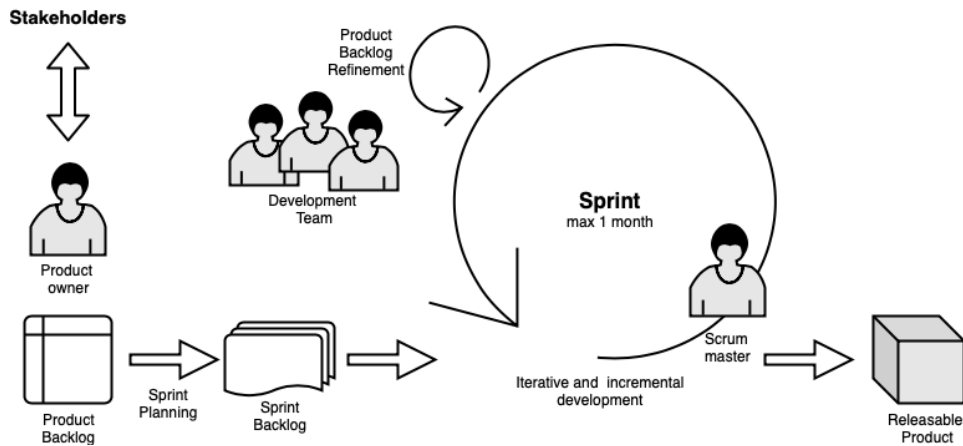 Stakeholders
Product
Backlog
Refinement
Development
Team
Sprint
max 1 month
Product
owner
Scrum
master
Iterative and incremental
development
Sprint
Planning
Sprint
Backlog
Product
Backlog
Releasable
Product